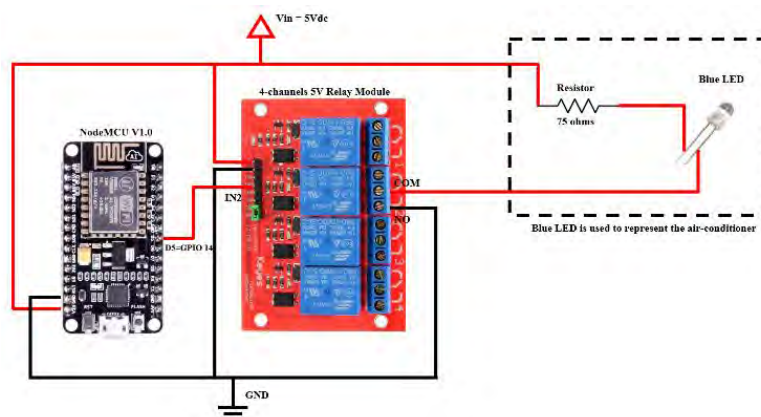 Vin = 5Vdc
4-channels 5V Relay Module
Resistor
75 ohms
Blue LED
NodeMCU V1.0
COM
IN2
NO
D5=GPIO 14
Keyes
Blue LED is used to represent the air-conditioner
GND